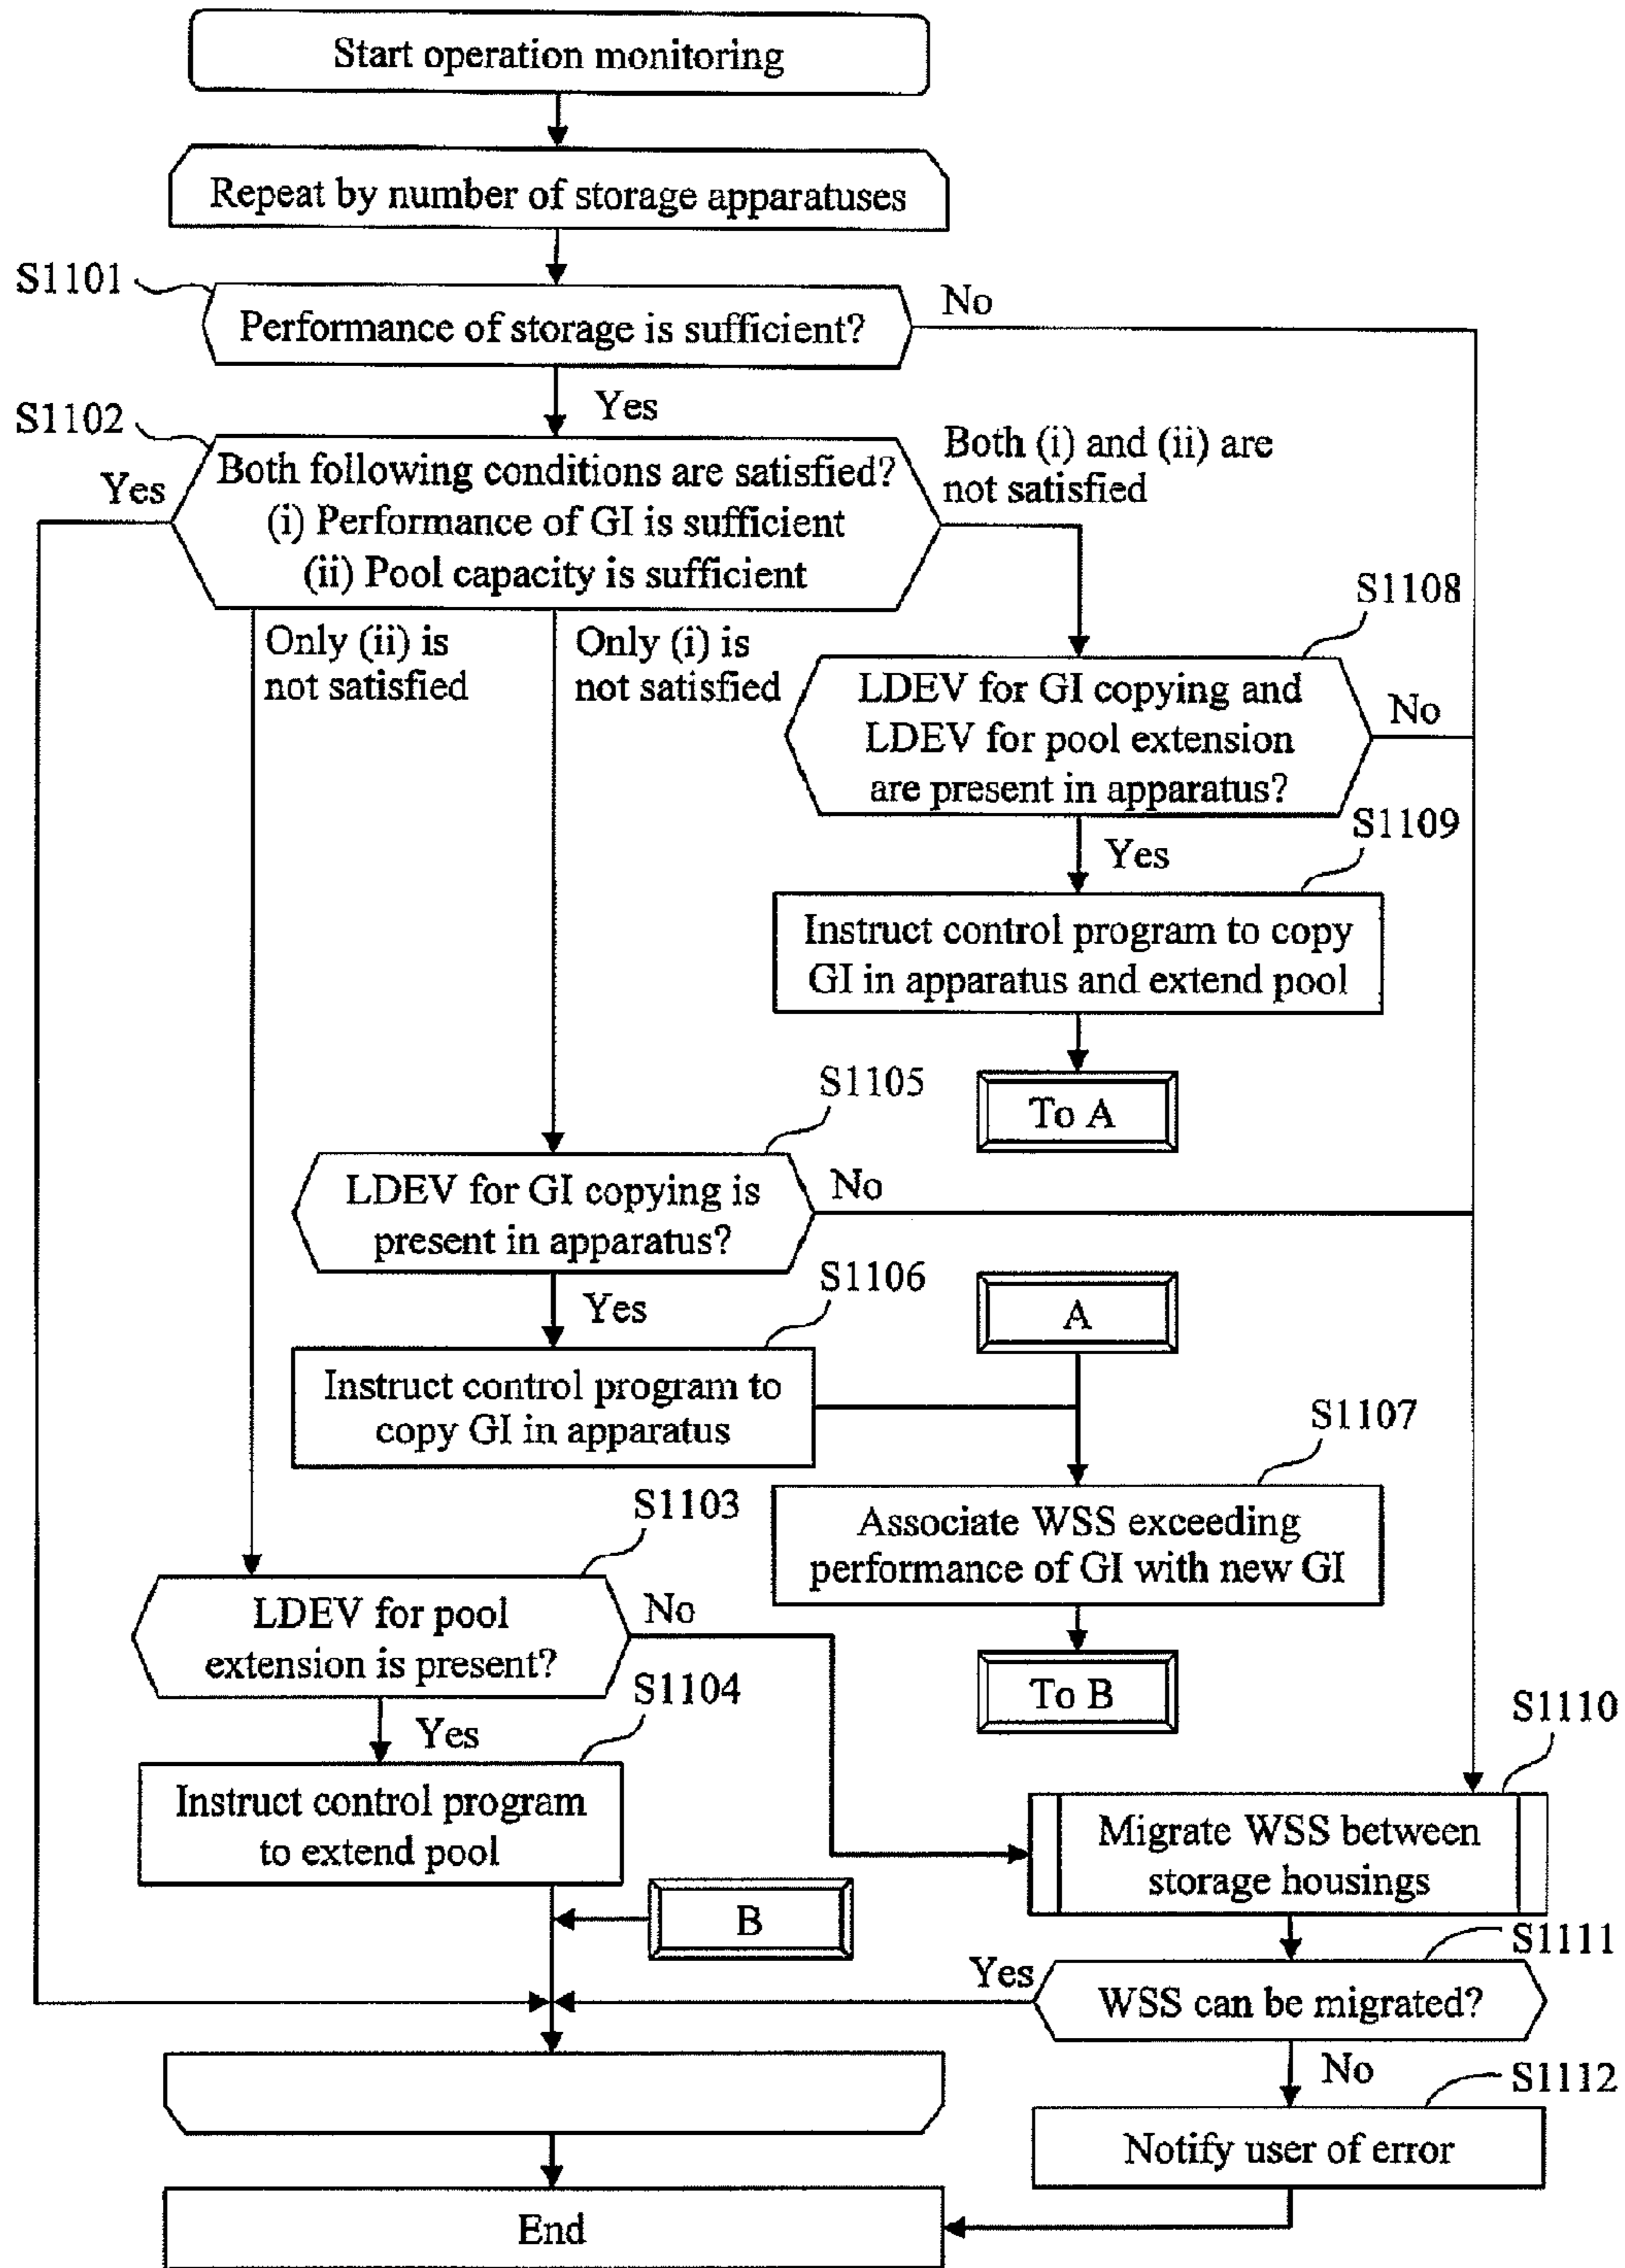 Start operation monitoring
Repeat by number of storage apparatuses
S1101
Performance of storage is sufficient?
No
Yes
S1102
Both following conditions are satisfied?
(i) Performance of GI is sufficient
(ii) Pool capacity is sufficient
Yes
Both (i) and (ii) are
not satisfied
Only (ii) is
not satisfied
Only (i) is
not satisfied
S1108
LDEV for GI copying and
LDEV for pool extension
are present in apparatus?
No
Yes
S1109
Instruct control program to copy
GI in apparatus and extend pool
To A
S1105
LDEV for GI copying is
present in apparatus?
No
Yes
S1106
Instruct control program to
copy GI in apparatus
A
S1107
Associate WSS exceeding
performance of GI with new GI
To B
S1103
LDEV for pool
extension is present?
No
Yes
S1104
Instruct control program
to extend pool
B
S1110
Migrate WSS between
storage housings
S1111
WSS can be migrated?
Yes
No
S1112
Notify user of error
End